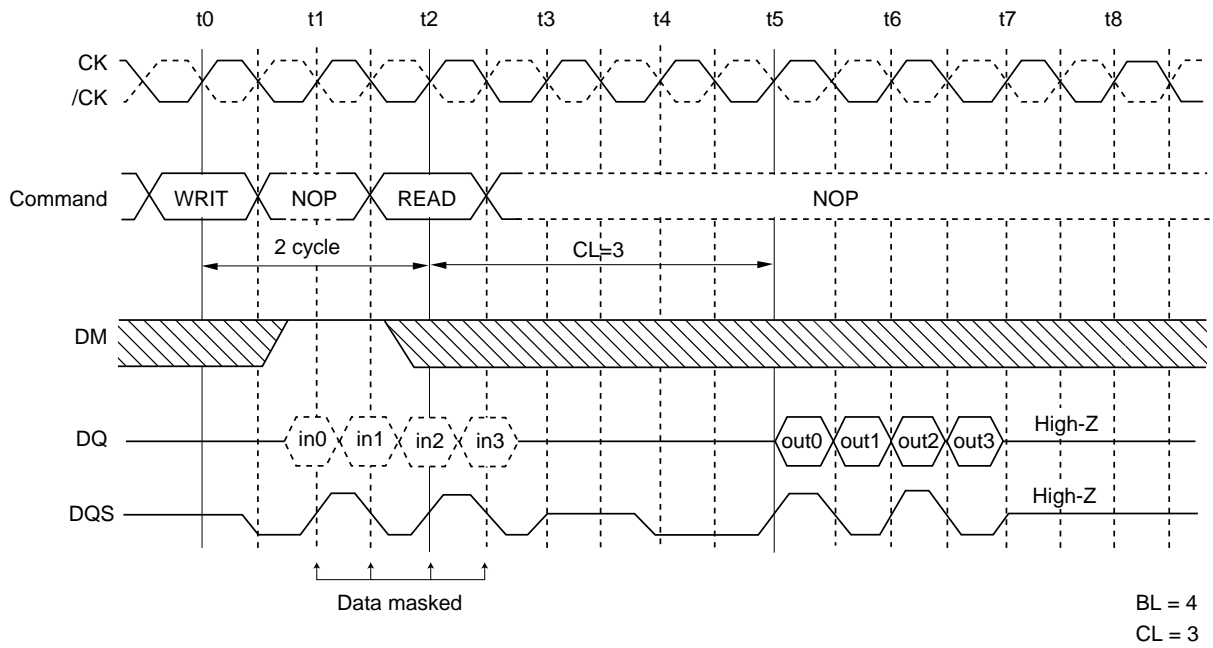 t0 t1 t2 t3 t4 t5 t6 t7 t8
CK
/CK
Command WRIT NOP READ NOP
2 cycle CL=3
DM
DQ in0 in1 in2 in3 out0 out1 out2 out3 High-Z
DQS High-Z
Data masked
BL = 4
CL = 3